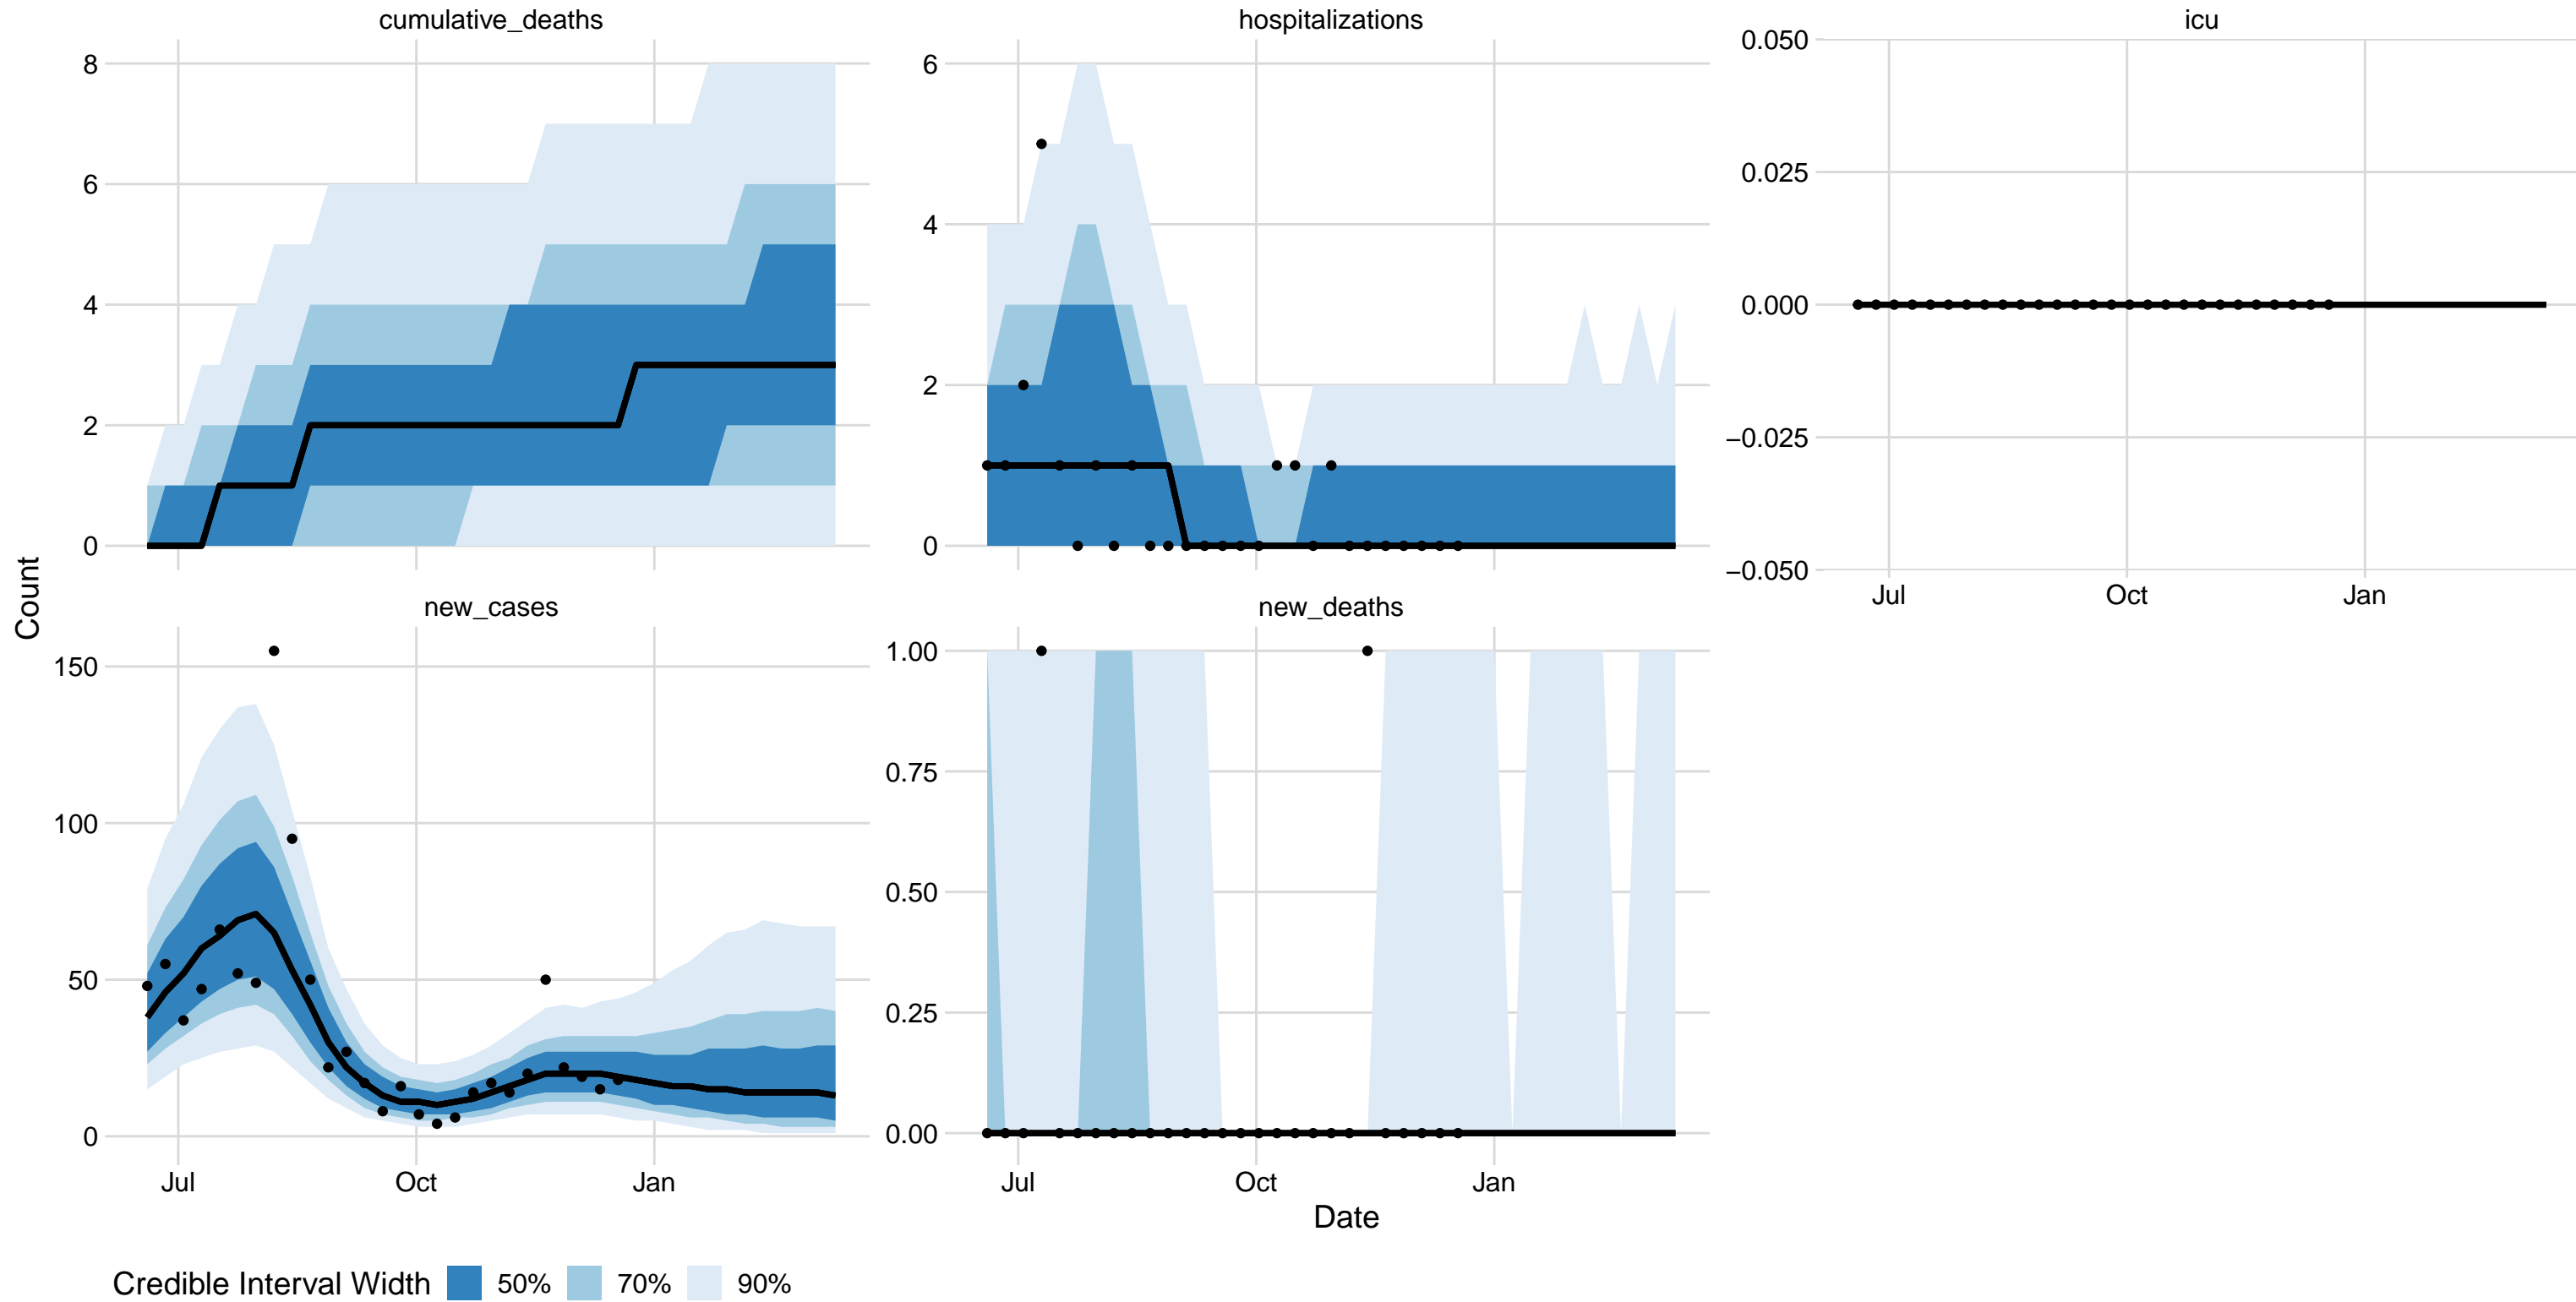 cumulative_deaths hospitalizations icu
8
6
4
2
0
6
4
2
0
0.050
0.025
0.000
−0.025
−0.050
Jul Oct Jan
Count
new_cases new_deaths
150
100
50
0
Jul Oct Jan
1.00
0.75
0.50
0.25
0.00
Jul Oct Jan
Date
Credible Interval Width 50% 70% 90%